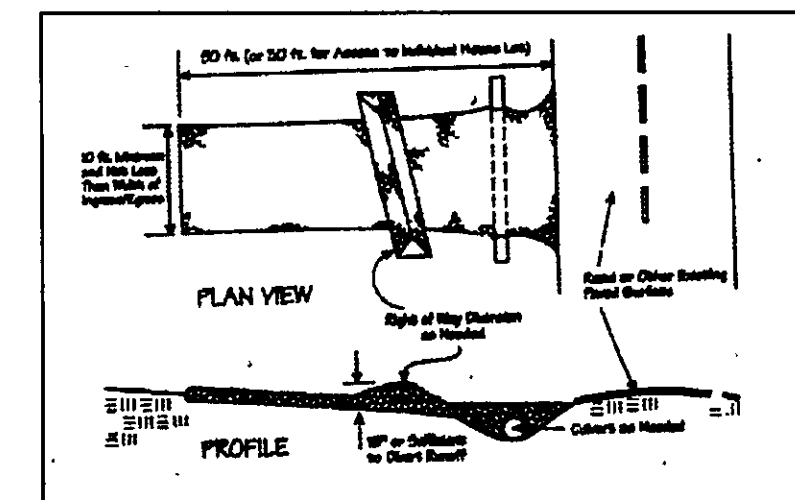 50 ft. (or 30 ft. for Access to Individual House Lot)
10 ft. Minimum
and Not Less
Than Width of
Ingress/Egress
PLAN VIEW
Right of Way Diversion
as Needed
Road or Other Existing
Paved Surface
PROFILE
18" or Sufficient
to Divert Runoff
Culvert as Needed